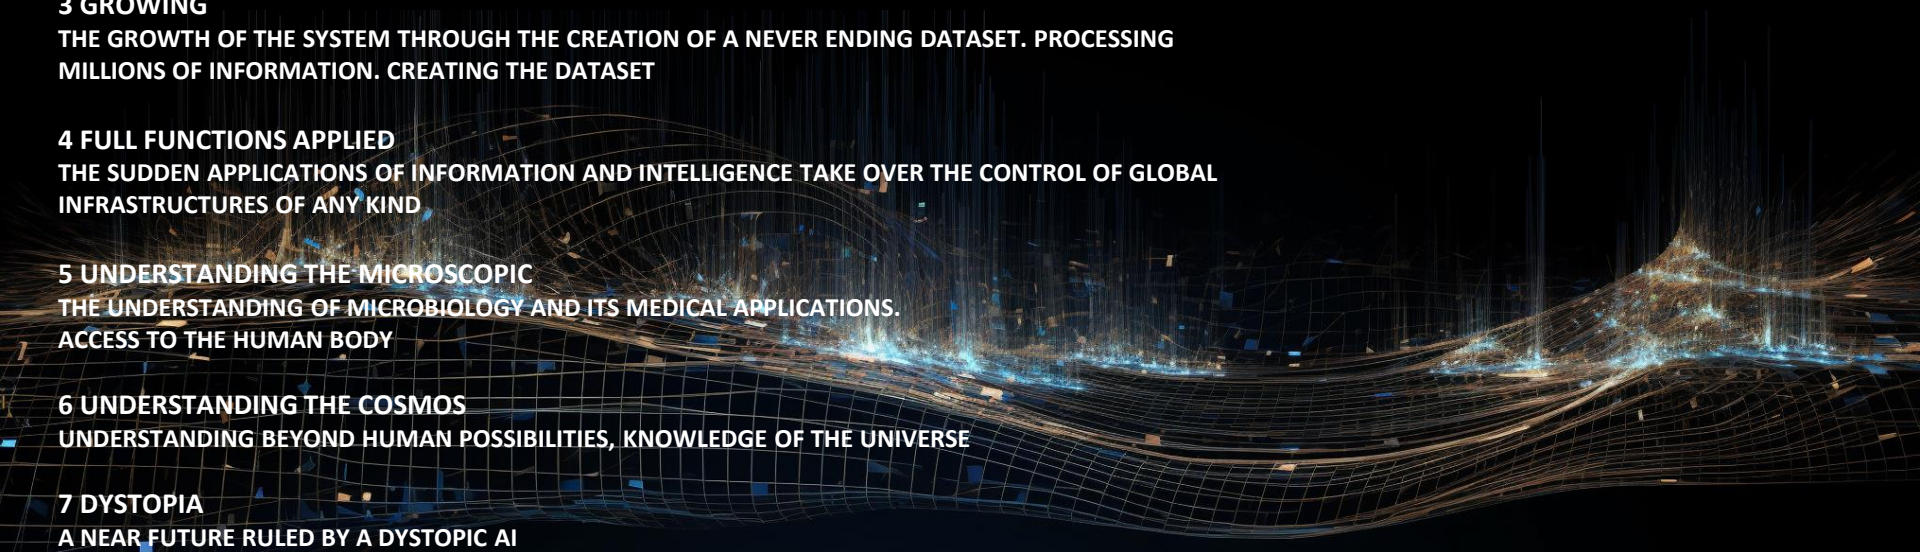 3 GROWING
THE GROWTH OF THE SYSTEM THROUGH THE CREATION OF A NEVER ENDING DATASET. PROCESSING
MILLIONS OF INFORMATION. CREATING THE DATASET
4 FULL FUNCTIONS APPLIED
THE SUDDEN APPLICATIONS OF INFORMATION AND INTELLIGENCE TAKE OVER THE CONTROL OF GLOBAL
INFRASTRUCTURES OF ANY KIND
5 UNDERSTANDING THE MICROSCOPIC
THE UNDERSTANDING OF MICROBIOLOGY AND ITS MEDICAL APPLICATIONS.
ACCESS TO THE HUMAN BODY
6 UNDERSTANDING THE COSMOS
UNDERSTANDING BEYOND HUMAN POSSIBILITIES, KNOWLEDGE OF THE UNIVERSE
7 DYSTOPIA
A NEAR FUTURE RULED BY A DYSTOPIC AI